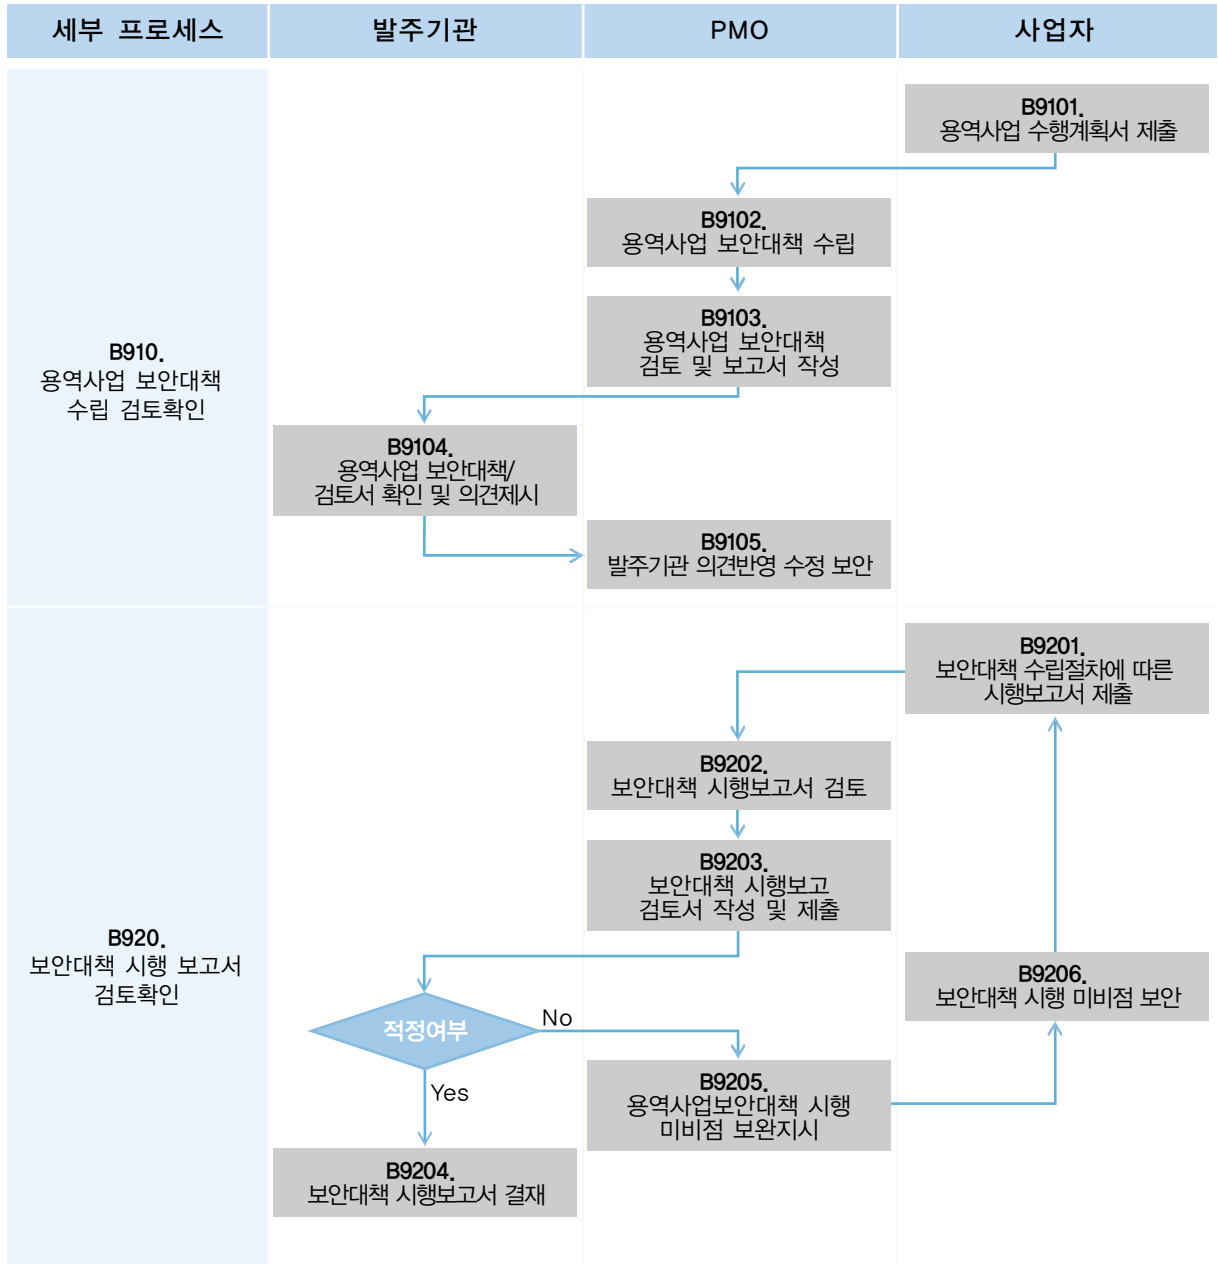 세부 프로세스
발주기관
PMO
사업자
B910.
용역사업 보안대책
수립 검토확인
B9101.
용역사업 수행계획서 제출
B9102.
용역사업 보안대책 수립
B9103.
용역사업 보안대책
검토 및 보고서 작성
B9104.
용역사업 보안대책/
검토서 확인 및 의견제시
B9105.
발주기관 의견반영 수정 보안
B920.
보안대책 시행 보고서
검토확인
B9201.
보안대책 수립절차에 따른
시행보고서 제출
B9202.
보안대책 시행보고서 검토
B9203.
보안대책 시행보고
검토서 작성 및 제출
적정여부
No
Yes
B9204.
보안대책 시행보고서 결재
B9205.
용역사업보안대책 시행
미비점 보완지시
B9206.
보안대책 시행 미비점 보안